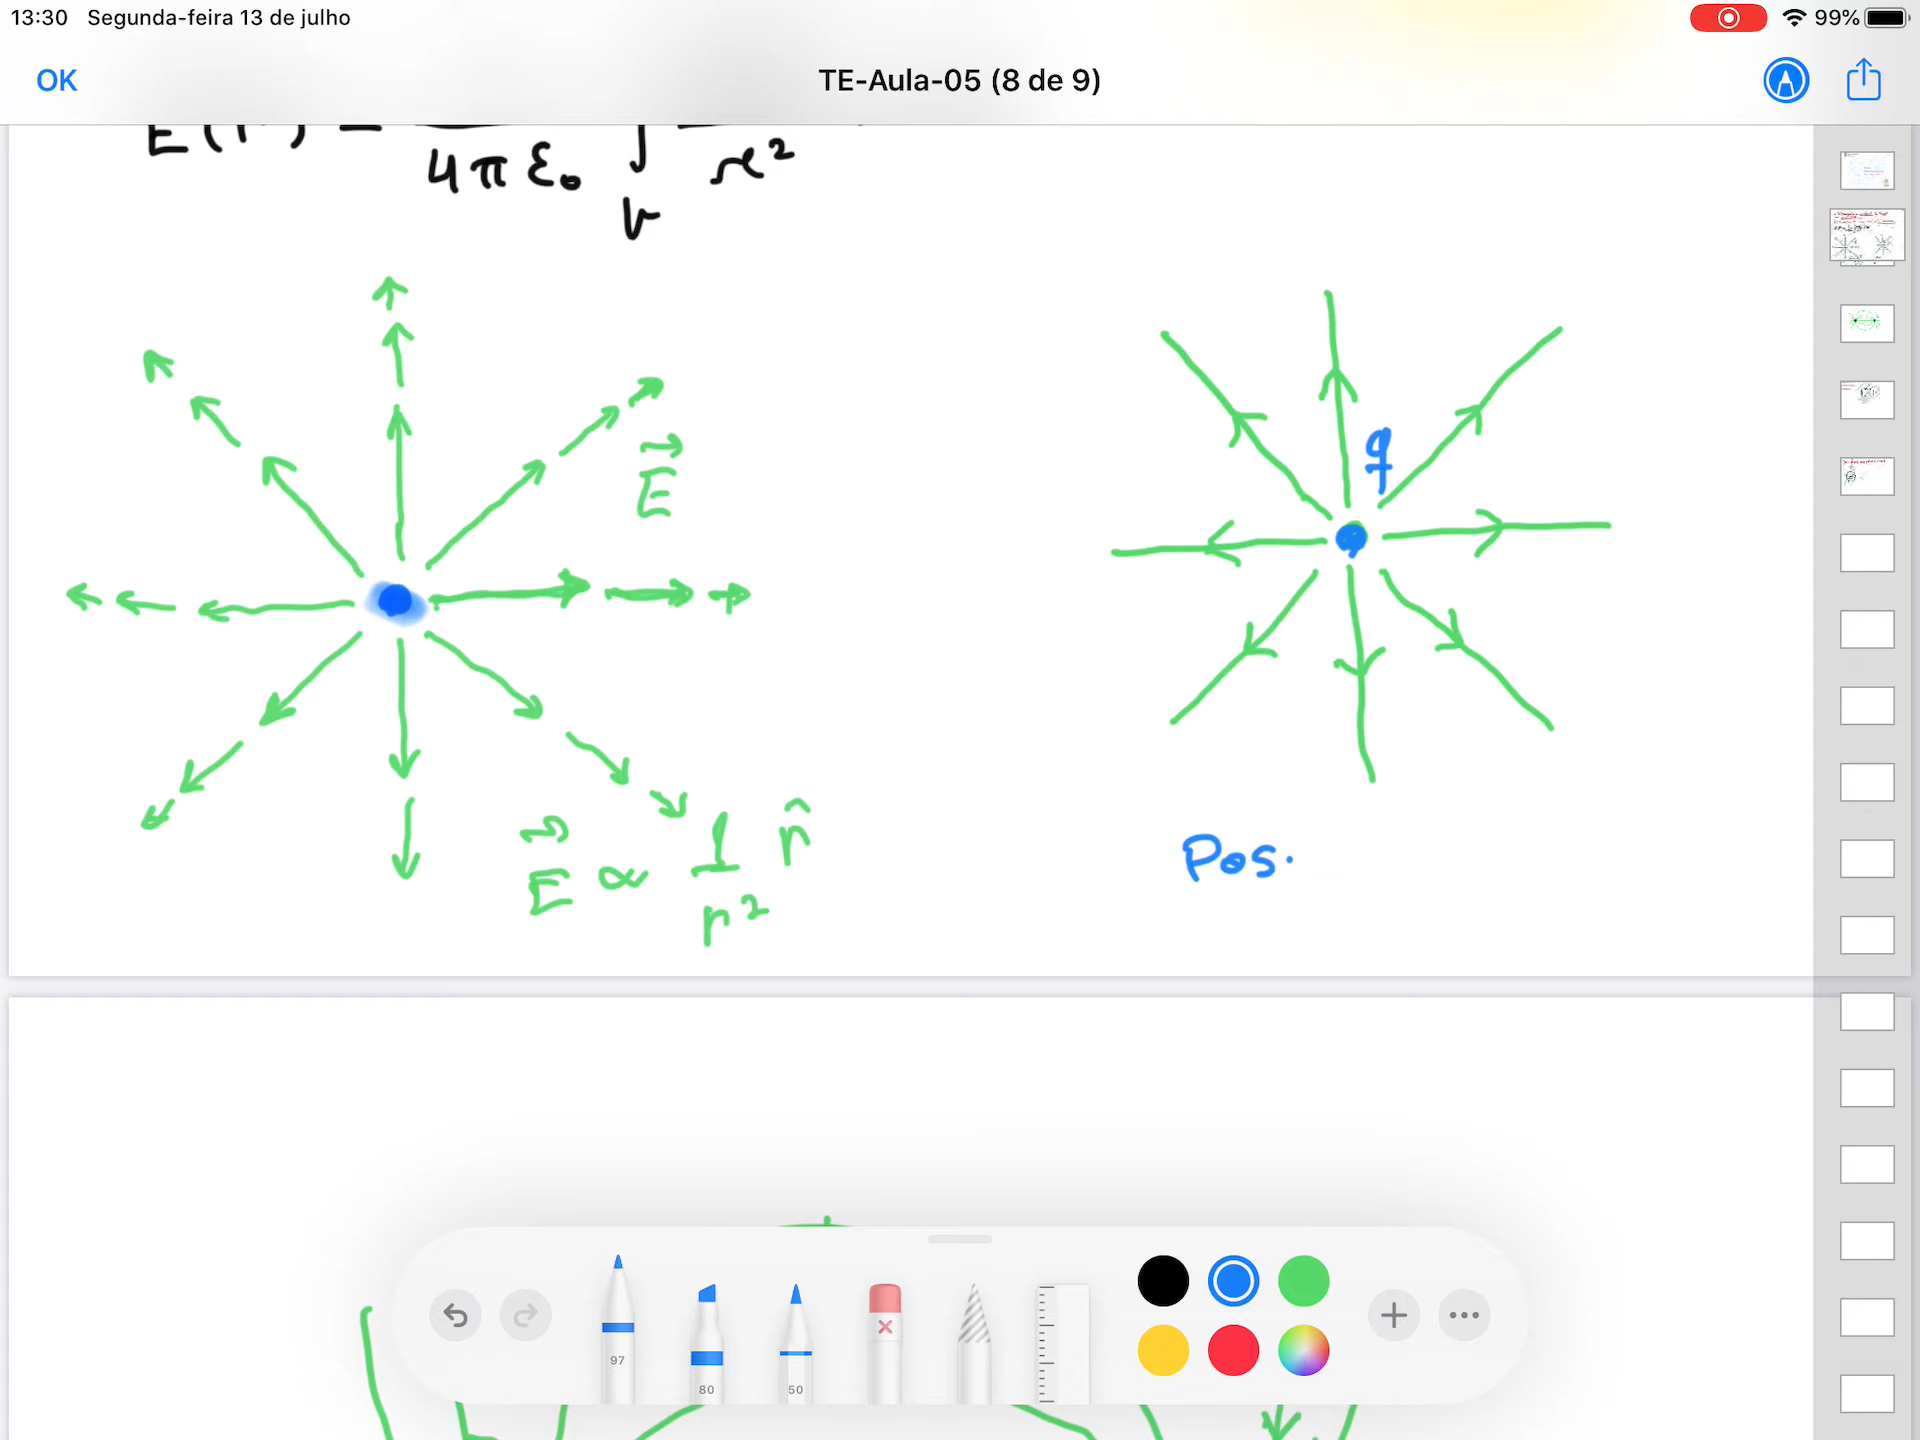 13:30 Segunda-feira 13 de julho
99%
OK
TE-Aula-05 (8 de 9)
4πε₀ ∫ 𝓇²
v
E⃗
q
E⃗ ∝ 1/r² r̂
Pos.
97
80
50